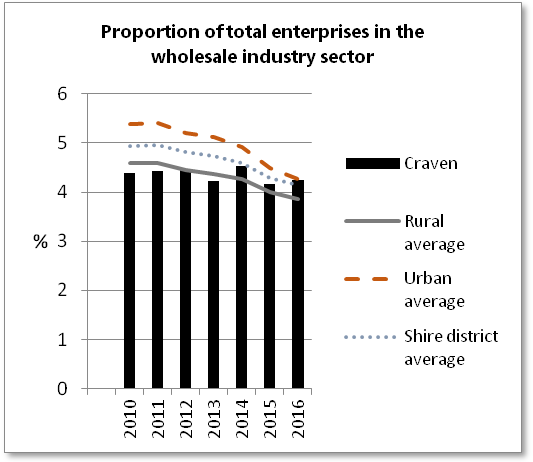 Proportion of total enterprises in the
wholesale industry sector
6
5
4
3
2
1
0
%
2010
2011
2012
2013
2014
2015
2016
Craven
Rural
average
Urban
average
Shire district
average